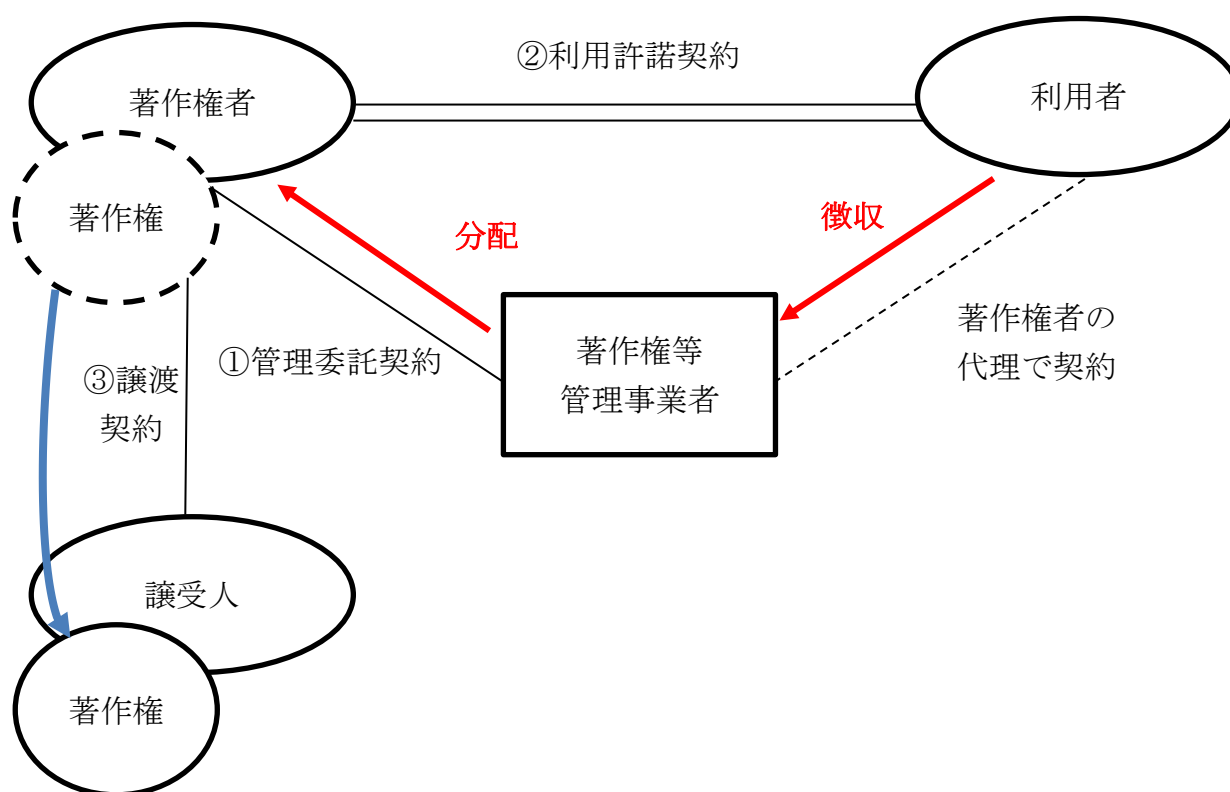 ②利用許諾契約
著作権者
利用者
著作権
分配
徴収
①管理委託契約
著作権等
管理事業者
著作権者の
代理で契約
③譲渡
契約
譲受人
著作権